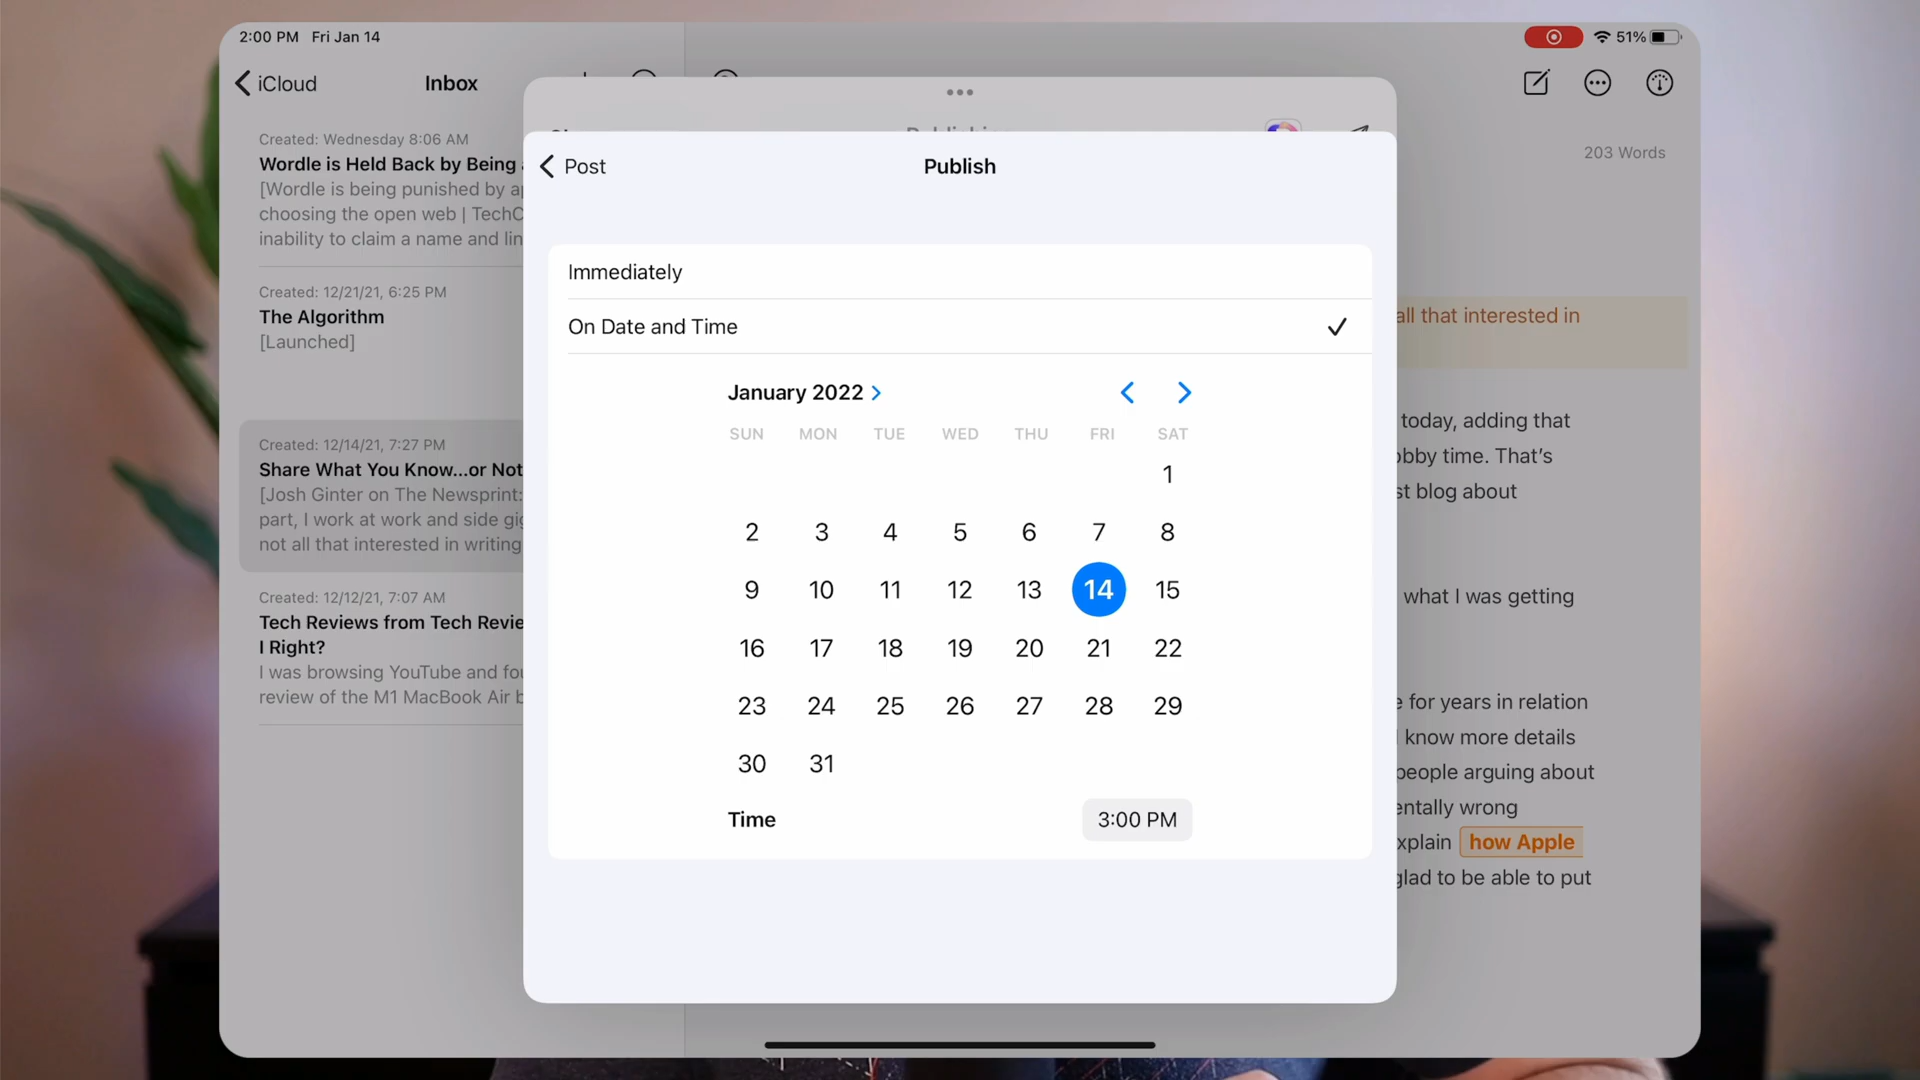 2:00 PM Fri Jan 14
51%
iCloud
Inbox
Created: Wednesday 8:06 AM
Wordle is Held Back by Being
[Wordle is being punished by
choosing the open web | TechC
inability to claim a name and
Created: 12/21/21, 6:25 PM
The Algorithm
[Launched]
Created: 12/14/21, 7:27 PM
Share What You Know...or Not
[Josh Ginter on The Newsprint:
part, I work at work and side
not all that interested in writing
Created: 12/12/21, 7:07 AM
Tech Reviews from Tech Revie
I Right?
I was browsing YouTube and
review of the M1 MacBook Air
Post
Publish
Immediately
On Date and Time
January 2022
SUN MON TUE WED THU FRI SAT
1
2 3 4 5 6 7 8
9 10 11 12 13 14 15
16 17 18 19 20 21 22
23 24 25 26 27 28 29
30 31
Time
3:00 PM
203 Words
all that interested in
today, adding that
time. That's
blog about
what I was getting
for years in relation
know more details
people arguing about
wrong
how Apple
glad to be able to put